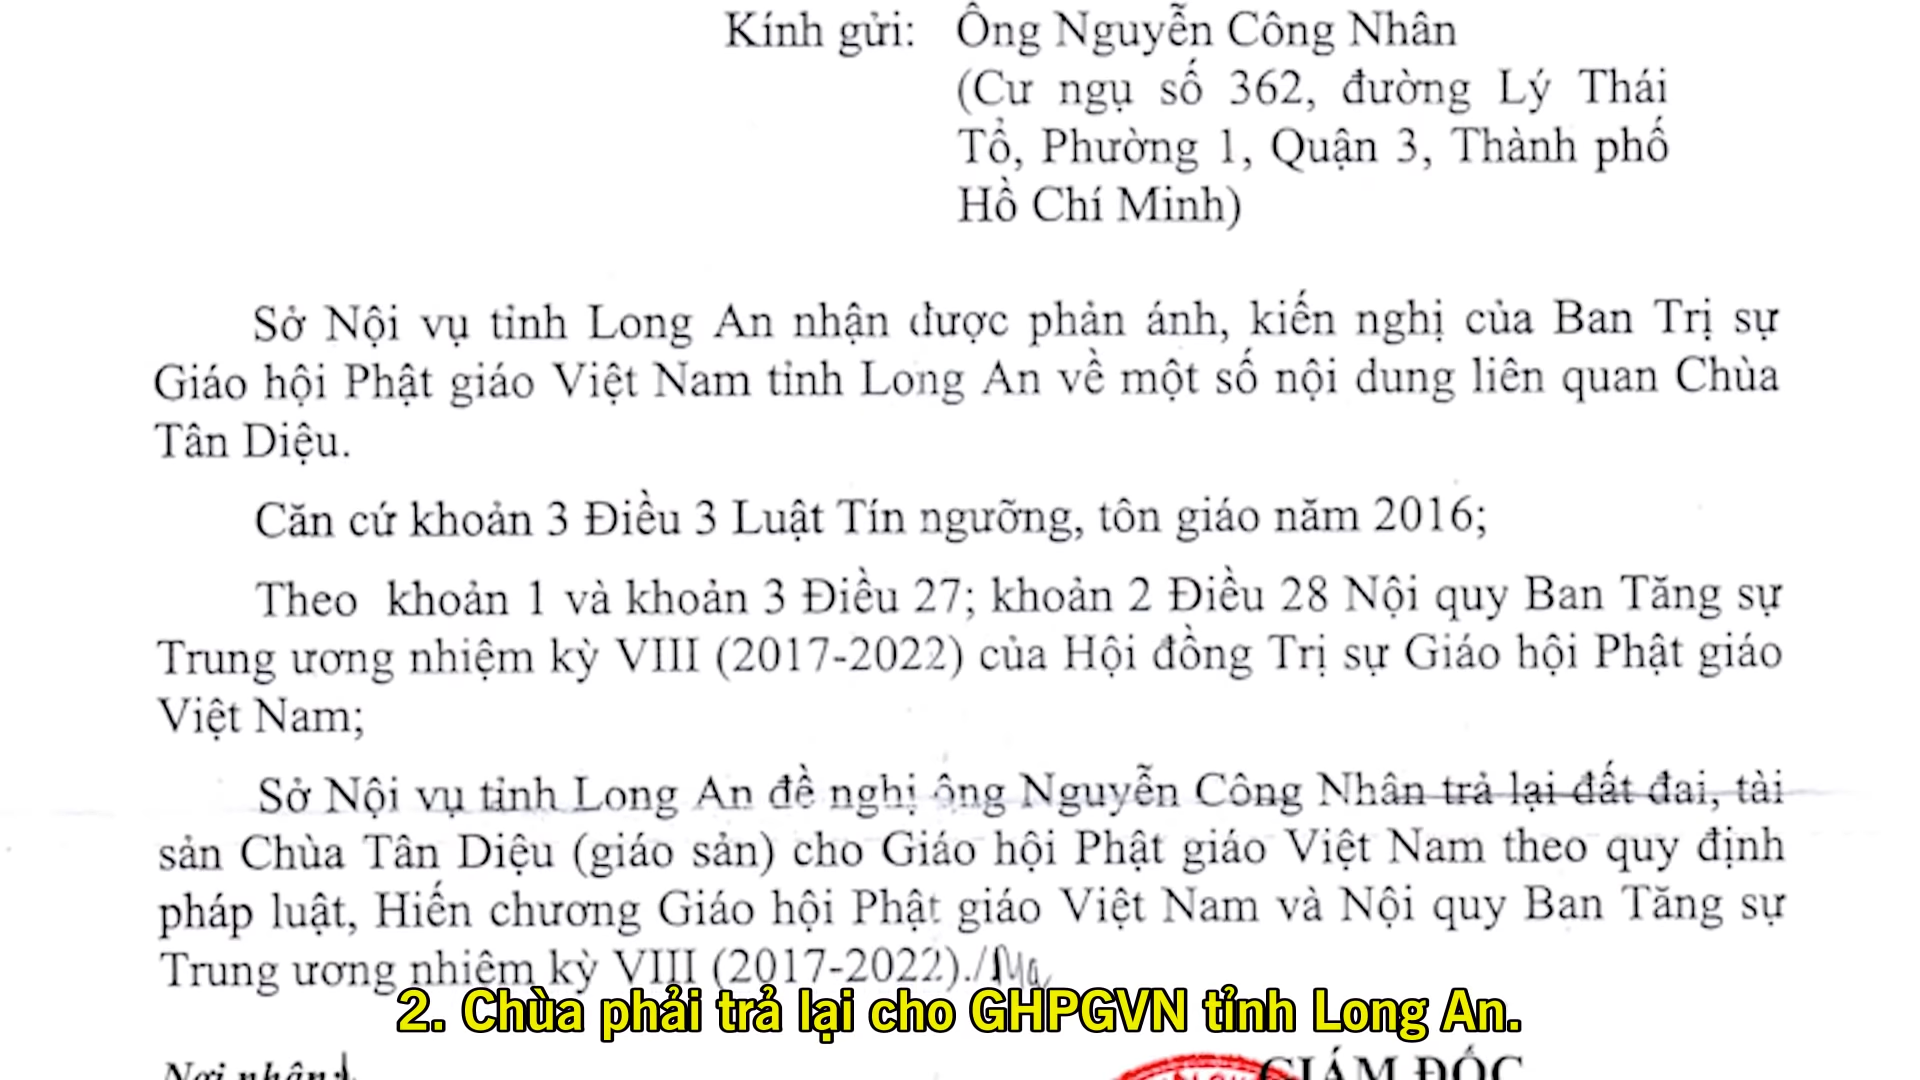 Kính gửi: Ông Nguyễn Công Nhân
(Cư ngụ số 362, đường Lý Thái
Tổ, Phường 1, Quận 3, Thành phố
Hồ Chí Minh)
Sở Nội vụ tỉnh Long An nhận được phản ánh, kiến nghị của Ban Trị sự
Giáo hội Phật giáo Việt Nam tỉnh Long An về một số nội dung liên quan Chùa
Tân Diệu.
Căn cứ khoản 3 Điều 3 Luật Tín ngưỡng, tôn giáo năm 2016;
Theo khoản 1 và khoản 3 Điều 27; khoản 2 Điều 28 Nội quy Ban Tăng sự
Trung ương nhiệm kỳ VIII (2017-2022) của Hội đồng Trị sự Giáo hội Phật giáo
Việt Nam;
Sở Nội vụ tỉnh Long An đề nghị ông Nguyễn Công Nhân trả lại đất đai, tài
sản Chùa Tân Diệu (giáo sản) cho Giáo hội Phật giáo Việt Nam theo quy định
pháp luật, Hiến chương Giáo hội Phật giáo Việt Nam và Nội quy Ban Tăng sự
Trung ương nhiệm kỳ VIII (2017-2022)./
2. Chùa phải trả lại cho GHPGVN tỉnh Long An.
Nơi nhận: GIÁM ĐỐC